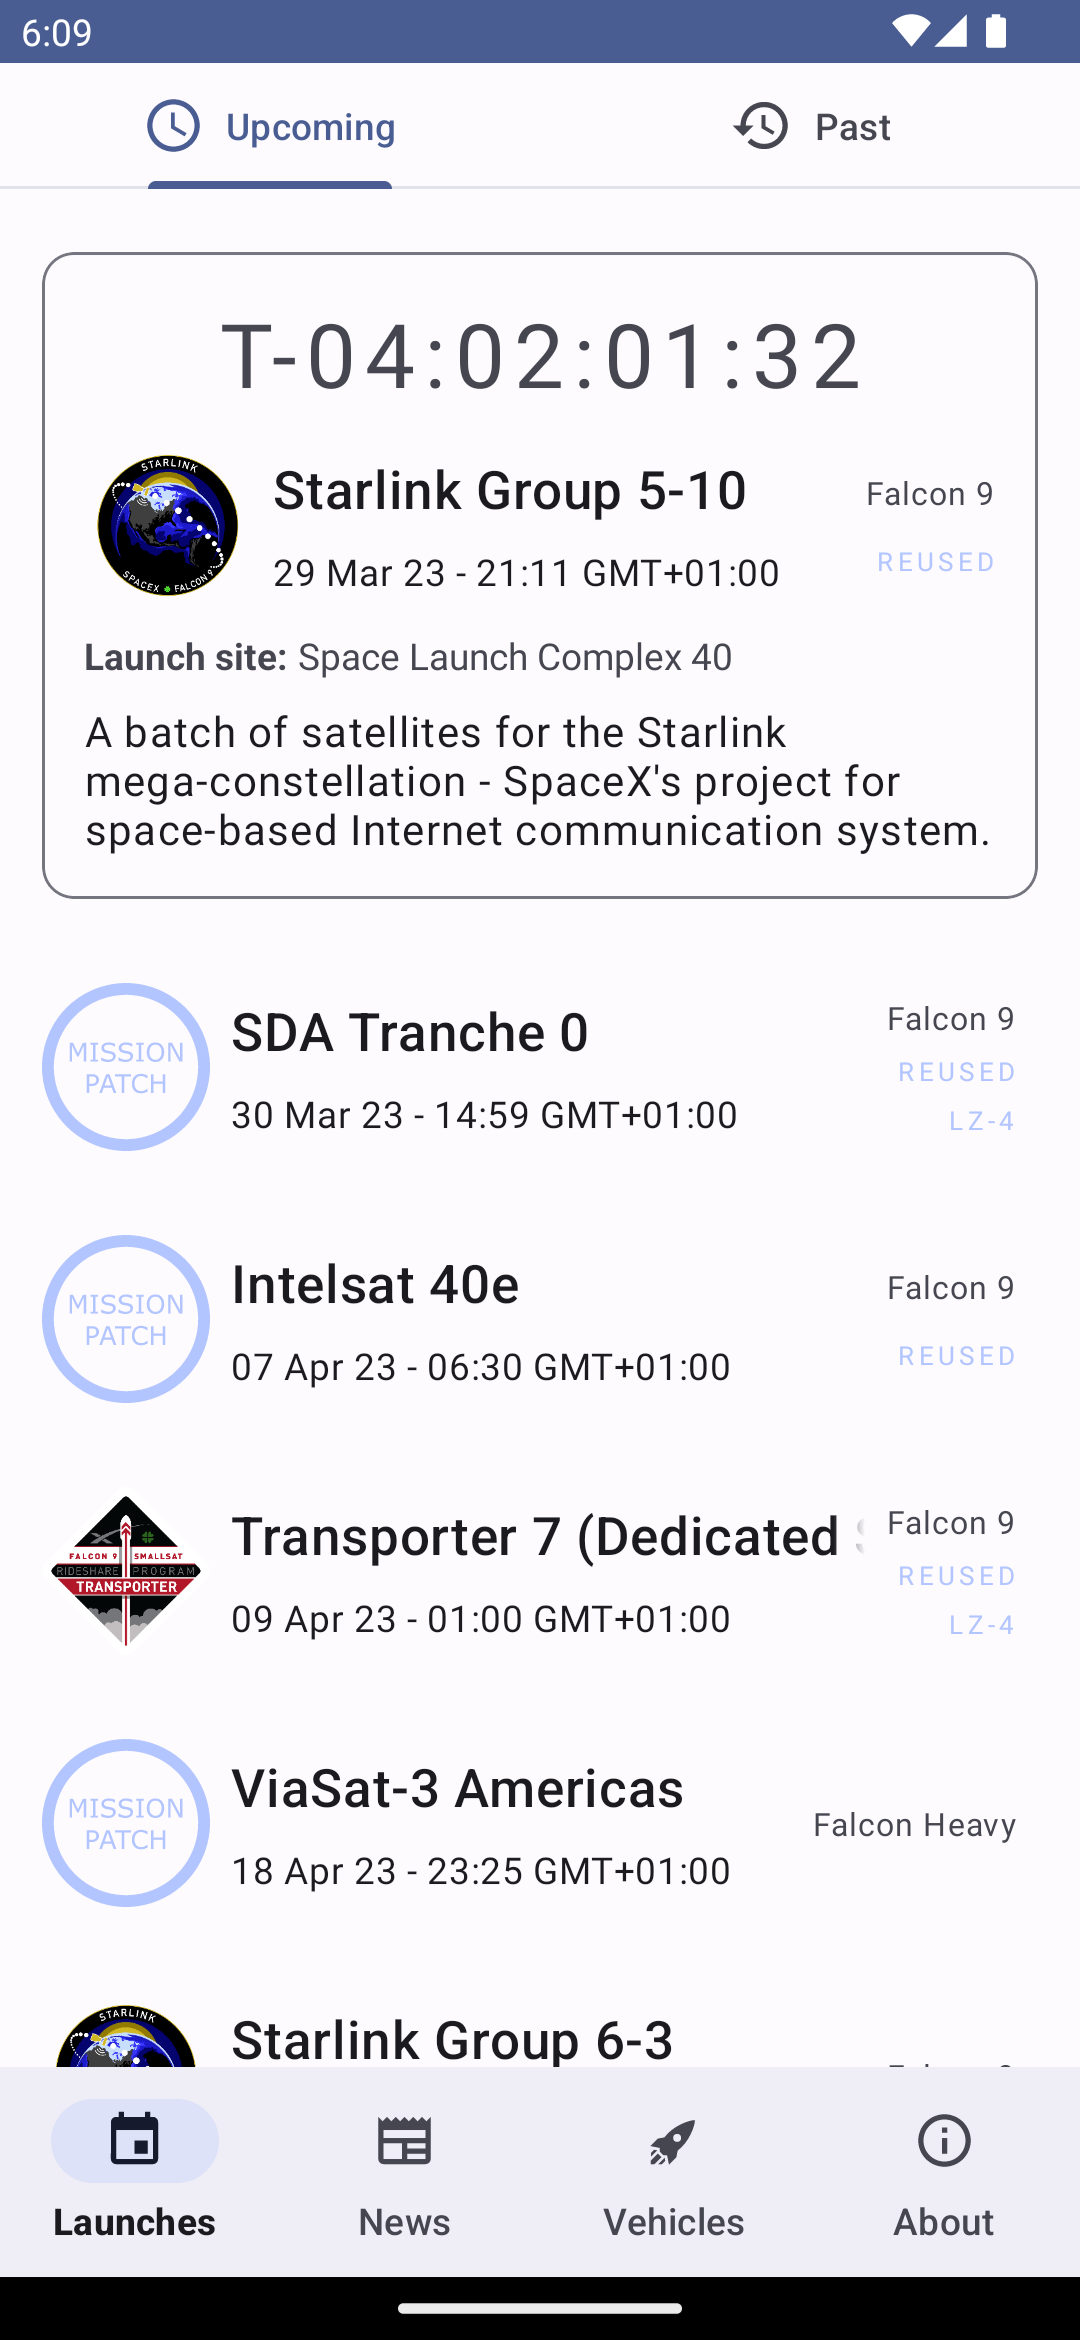 6:09
Upcoming
Past
T-04:02:01:32
STARLINK
SPACEX FALCON 9
Starlink Group 5-10
Falcon 9
29 Mar 23 - 21:11 GMT+01:00
REUSED
Launch site: Space Launch Complex 40
A batch of satellites for the Starlink
mega-constellation - SpaceX's project for
space-based Internet communication system.
MISSION
PATCH
SDA Tranche 0
30 Mar 23 - 14:59 GMT+01:00
Falcon 9
REUSED
LZ-4
MISSION
PATCH
Intelsat 40e
07 Apr 23 - 06:30 GMT+01:00
Falcon 9
REUSED
FALCON 9 SMALLSAT
RIDESHARE PROGRAM
TRANSPORTER
Transporter 7 (Dedicated
09 Apr 23 - 01:00 GMT+01:00
Falcon 9
REUSED
LZ-4
MISSION
PATCH
ViaSat-3 Americas
18 Apr 23 - 23:25 GMT+01:00
Falcon Heavy
STARLINK
Starlink Group 6-3
Launches
News
Vehicles
About